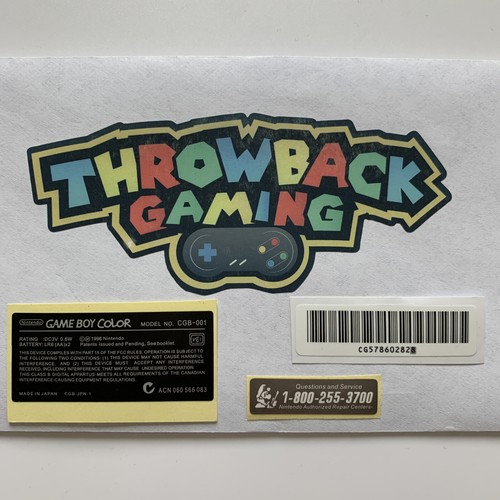 THROWBACK
GAMING
Nintendo GAME BOY COLOR MODEL NO. CGB-001
RATING : DC3V 0.6W
BATTERY: LR6 (AA)x2
©® 1998 Nintendo
Patents issued and Pending, See booklet.
THIS DEVICE COMPLIES WITH PART 15 OF THE FCC RULES. OPERATION IS SUBJECT TO
THE FOLLOWING TWO CONDITIONS; (1) THIS DEVICE MAY NOT CAUSE HARMFUL
INTERFERENCE, AND (2) THIS DEVICE MUST ACCEPT ANY INTERFERENCE
RECEIVED, INCLUDING INTERFERENCE THAT MAY CAUSE UNDESIRED OPERATION.
THIS CLASS B DIGITAL APPARATUS MEETS ALL REQUIREMENTS OF THE CANADIAN
INTERFERENCE-CAUSING EQUIPMENT REGULATIONS.
MADE IN JAPAN CGB-JPN-1
ACN 060 566 083
CG578602828
Questions and Service
1-800-255-3700
Nintendo Authorized Repair Centers